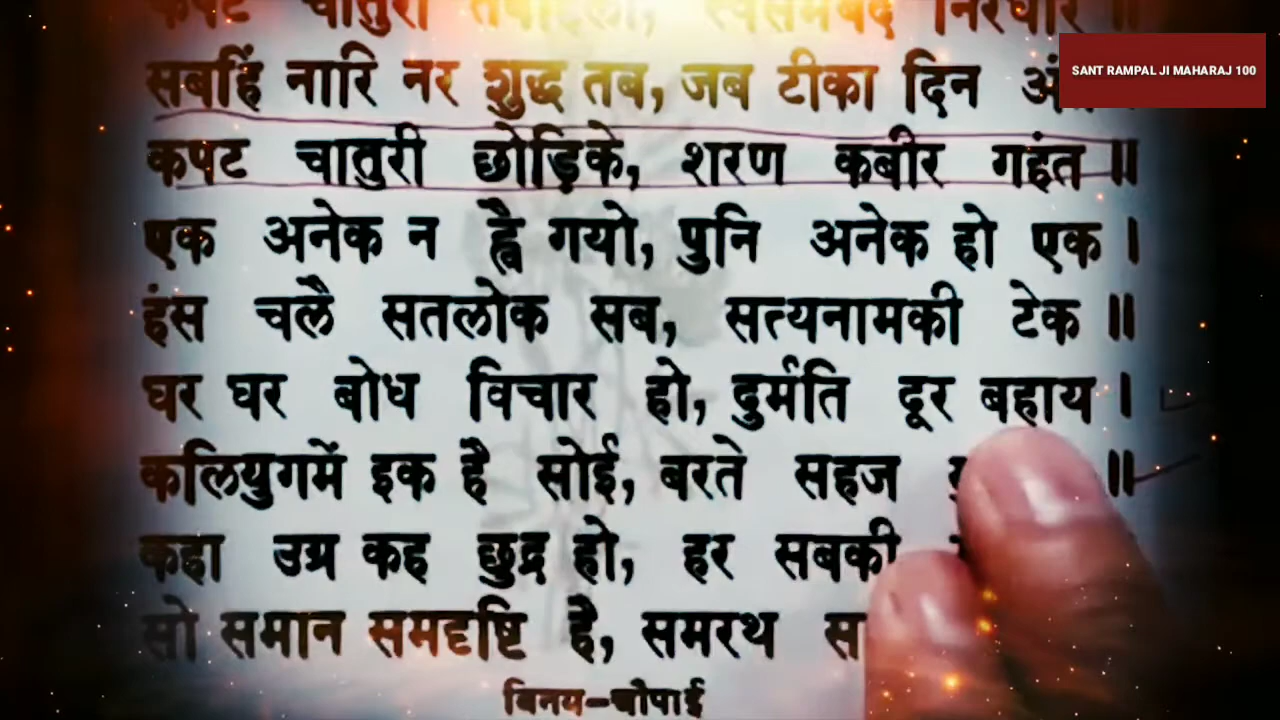 कपट चातुरी
सबहिं नारि नर शुद्ध तब, जब टीका दिन
SANT RAMPAL JI MAHARAJ 100
कपट चातुरी छोड़िके, शरण कबीर गहंत ॥
एक अनेक न ह्वै गयो, पुनि अनेक हो एक ।
हंस चलै सतलोक सब, सत्यनामकी टेक ॥
घर घर बोध विचार हो, दुर्मति दूर बहाय ।
कलियुगमें इक है सोई, बरते सहज ॥
कहा उग्र कह छुद्र हो, हर सबकी
सो समान समदृष्टि है, समरथ
विनय-चौपाई